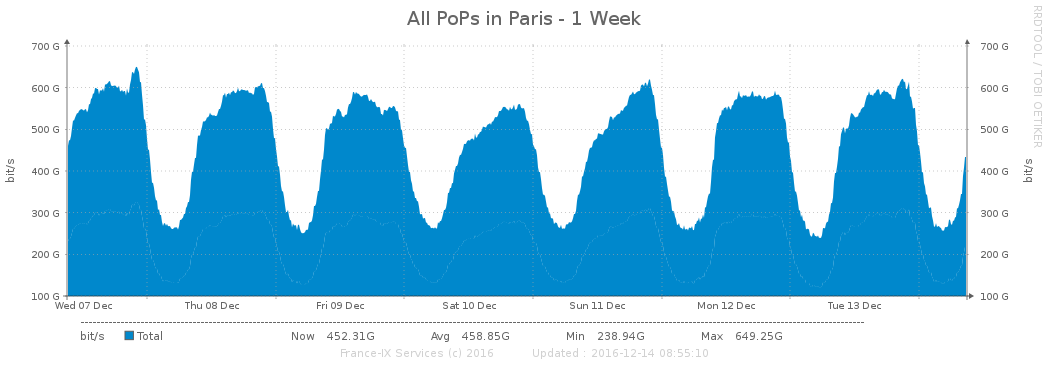 All PoPs in Paris - 1 Week
RRDTOOL / TOBI OETIKER
700 G 700 G
600 G 600 G
500 G 500 G
400 G 400 G
300 G 300 G
200 G 200 G
100 G 100 G
bit/s bit/s
Wed 07 Dec Thu 08 Dec Fri 09 Dec Sat 10 Dec Sun 11 Dec Mon 12 Dec Tue 13 Dec
bit/s Total Now 452.31G Avg 458.85G Min 238.94G Max 649.25G
France-IX Services (c) 2016 Updated : 2016-12-14 08:55:10